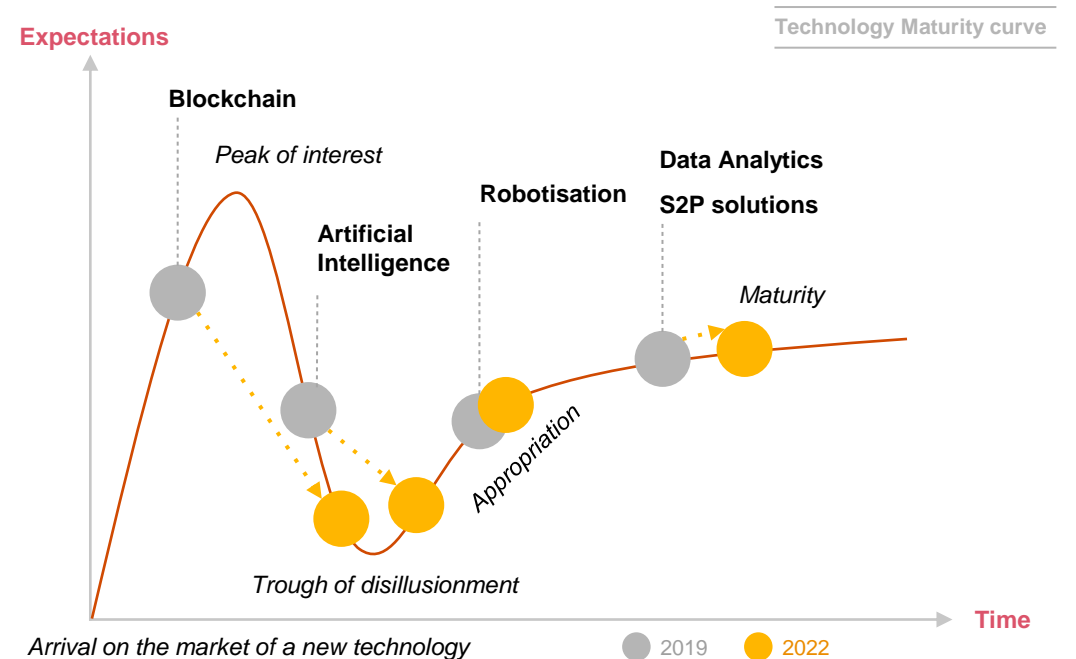 Technology Maturity curve
Expectations
Blockchain
Peak of interest
Data Analytics
S2P solutions
Robotisation
Artificial
Intelligence
Maturity
Appropriation
Trough of disillusionment
Time
Arrival on the market of a new technology
2019
2022